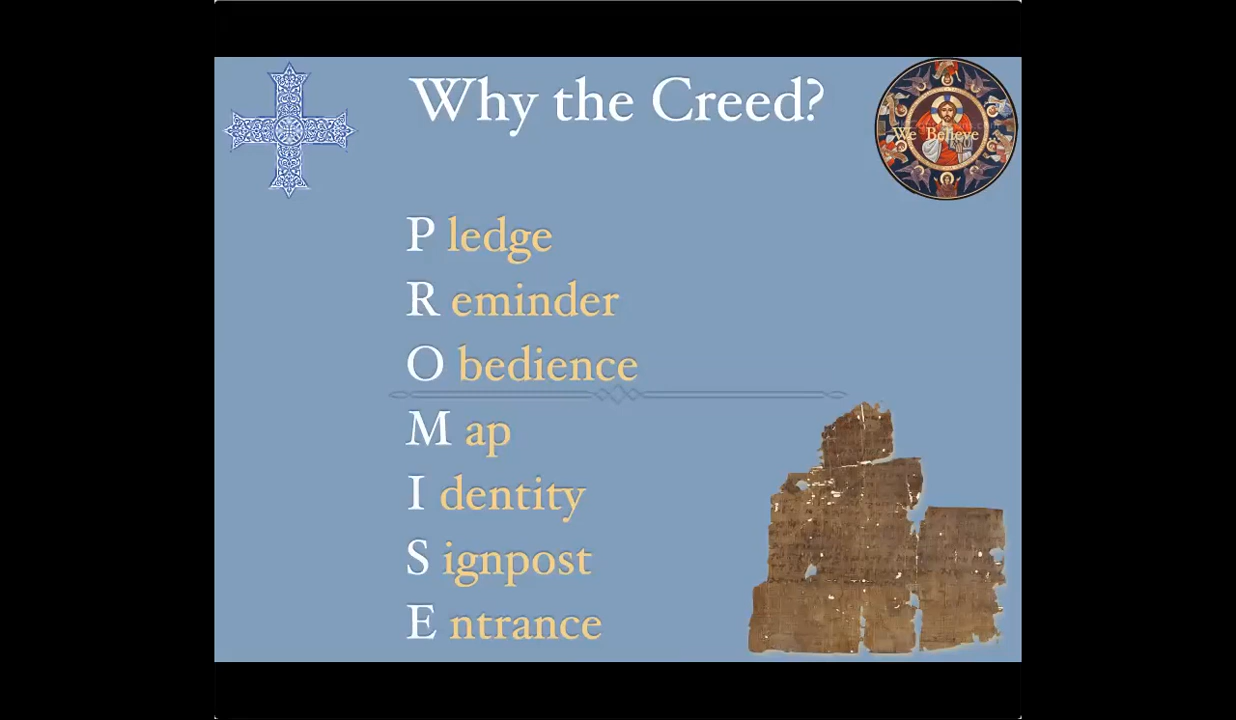 Why the Creed?
We Believe
P ledge
R eminder
O bedience
M ap
I dentity
S ignpost
E ntrance